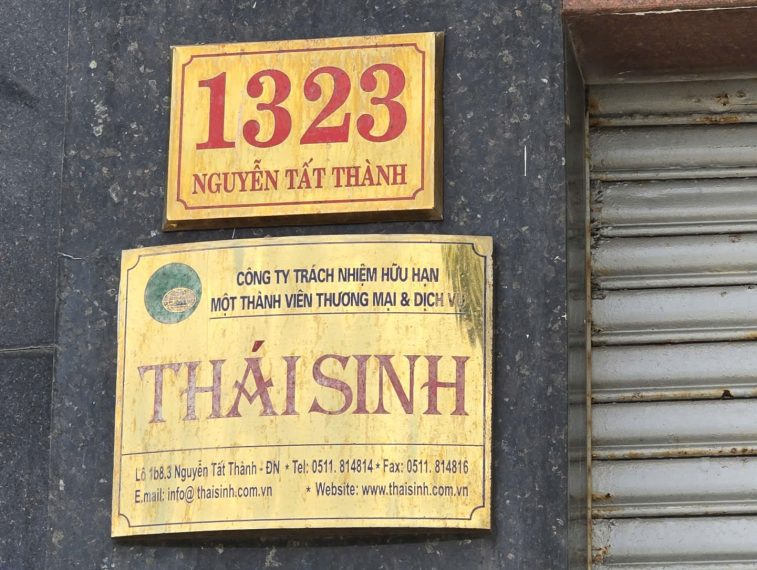 1323
NGUYỄN TẤT THÀNH
CÔNG TY TRÁCH NHIỆM HỮU HẠN
MỘT THÀNH VIÊN THƯƠNG MẠI & DỊCH VỤ
THÁI SINH
Lô 1b8.3 Nguyễn Tất Thành - ĐN * Tel: 0511. 814814 * Fax: 0511. 814816
E.mail: info@thaisinh.com.vn * Website: www.thaisinh.com.vn